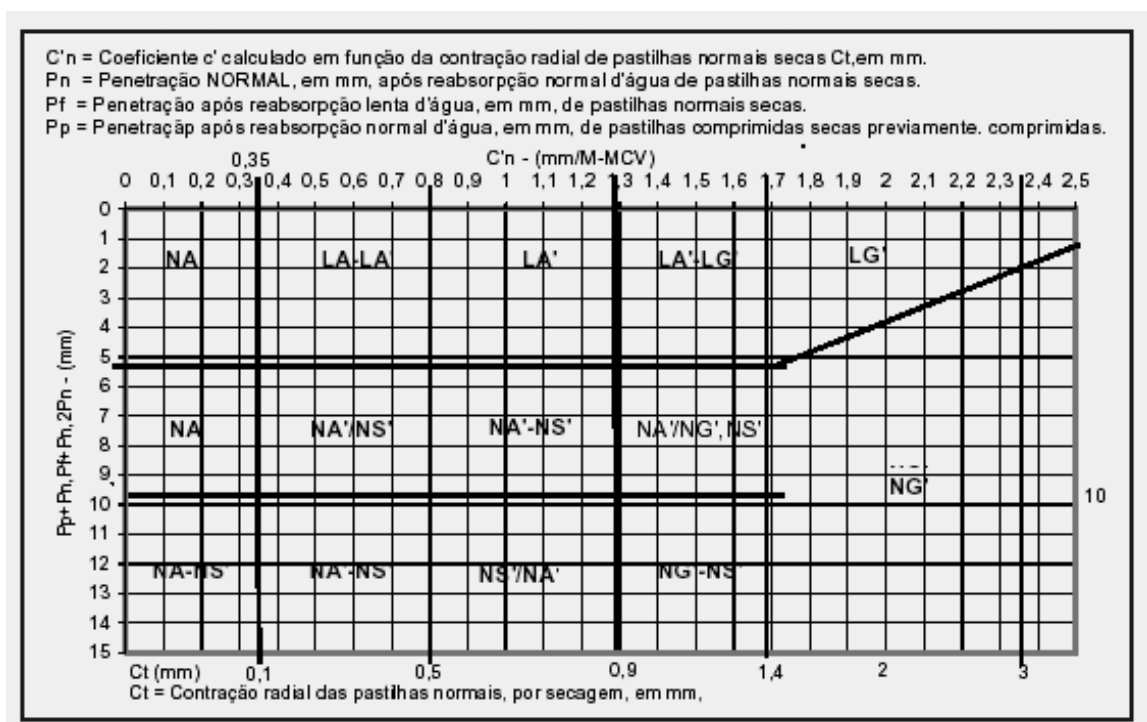 C'n = Coeficiente c' calculado em função da contração radial de pastilhas normais secas Ct,em mm.
Pn = Penetração NORMAL, em mm, após reabsorpção normal d'água de pastilhas normais secas.
Pf = Penetração após reabsorpção lenta d'água, em mm, de pastilhas normais secas.
Pp = Penetraçãp após reabsorpção normal d'água, em mm, de pastilhas comprimidas secas previamente. comprimidas.
0,35 C'n - (mm/M-MCV)
0 0,1 0,2 0,3 0,4 0,5 0,6 0,7 0,8 0,9 1 1,1 1,2 1,3 1,4 1,5 1,6 1,7 1,8 1,9 2 2,1 2,2 2,3 2,4 2,5
0
1
NA LA-LA' LA' LA'-LG' LG'
2
3
4
5
6
7
NA NA'/NS' NA'-NS' NA'/NG',NS'
8
9
NG'
10 10
11
12
NA-NS' NA'-NS' NS'/NA' NG'-NS'
13
14
15
Pp+ Pn, Pf+ Pn, 2Pn - (mm)
Ct (mm) 0,1 0,5 0,9 1,4 2 3
Ct = Contração radial das pastilhas normais, por secagem, em mm,